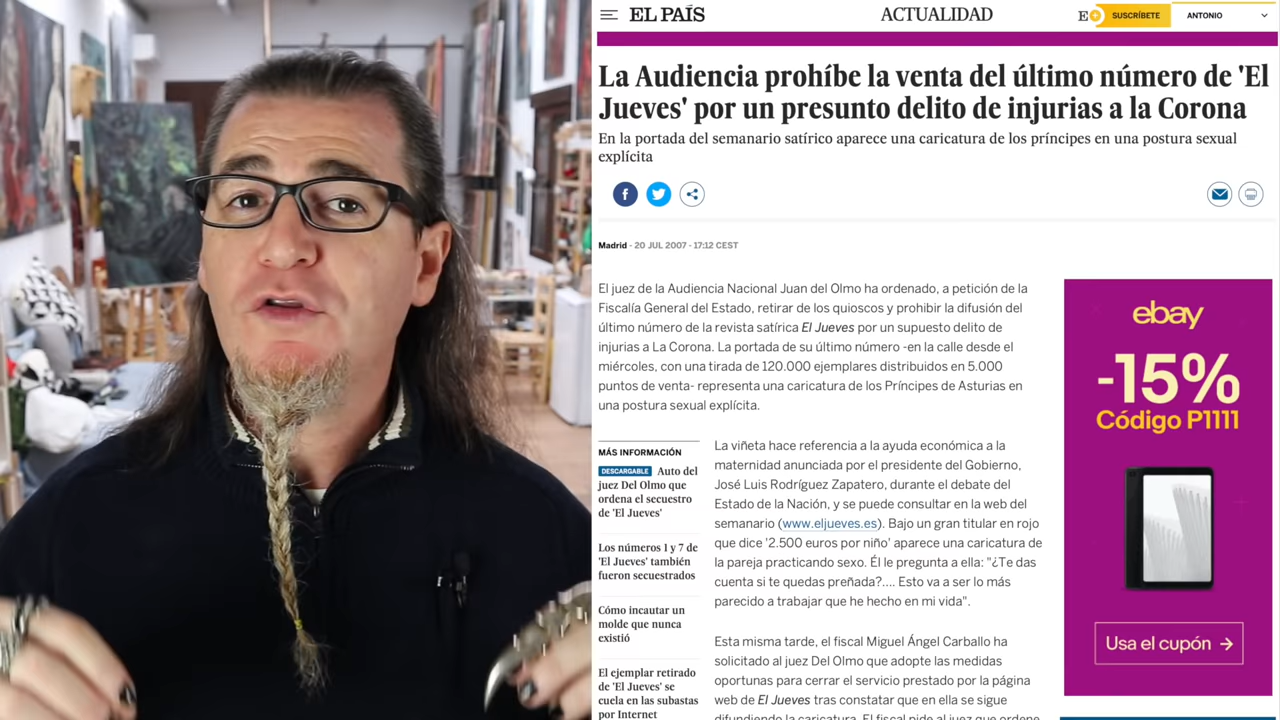 EL PAÍS
ACTUALIDAD
E+
SUSCRÍBETE
ANTONIO
La Audiencia prohíbe la venta del último número de 'El
Jueves' por un presunto delito de injurias a la Corona
En la portada del semanario satírico aparece una caricatura de los príncipes en una postura sexual
explícita
Madrid - 20 JUL 2007 - 17:12 CEST
El juez de la Audiencia Nacional Juan del Olmo ha ordenado, a petición de la
Fiscalía General del Estado, retirar de los quioscos y prohibir la difusión del
último número de la revista satírica El Jueves por un supuesto delito de
injurias a La Corona. La portada de su último número -en la calle desde el
miércoles, con una tirada de 120.000 ejemplares distribuidos en 5.000
puntos de venta- representa una caricatura de los Príncipes de Asturias en
una postura sexual explícita.
MÁS INFORMACIÓN
DESCARGABLE Auto del
juez Del Olmo que
ordena el secuestro
de 'El Jueves'
Los números 1 y 7 de
'El Jueves' también
fueron secuestrados
Cómo incautar un
molde que nunca
existió
El ejemplar retirado
de 'El Jueves' se
cuela en las subastas
por Internet
La viñeta hace referencia a la ayuda económica a la
maternidad anunciada por el presidente del Gobierno,
José Luis Rodríguez Zapatero, durante el debate del
Estado de la Nación, y se puede consultar en la web del
semanario (www.eljueves.es). Bajo un gran titular en rojo
que dice '2.500 euros por niño' aparece una caricatura de
la pareja practicando sexo. Él le pregunta a ella: "¿Te das
cuenta si te quedas preñada?.... Esto va a ser lo más
parecido a trabajar que he hecho en mi vida".
Esta misma tarde, el fiscal Miguel Ángel Carballo ha
solicitado al juez Del Olmo que adopte las medidas
oportunas para cerrar el servicio prestado por la página
web de El Jueves tras constatar que en ella se sigue
difundiendo la caricatura. El fiscal pide al juez que ordene
ebay
-15%
Código P1111
Usa el cupón →